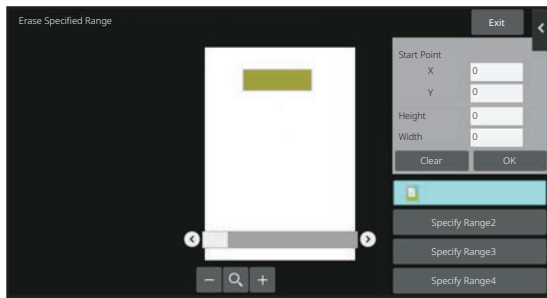 Erase Specified Range
Exit
Start Point
X 0
Y 0
Height 0
Width 0
Clear OK
Specify Range2
Specify Range3
Specify Range4